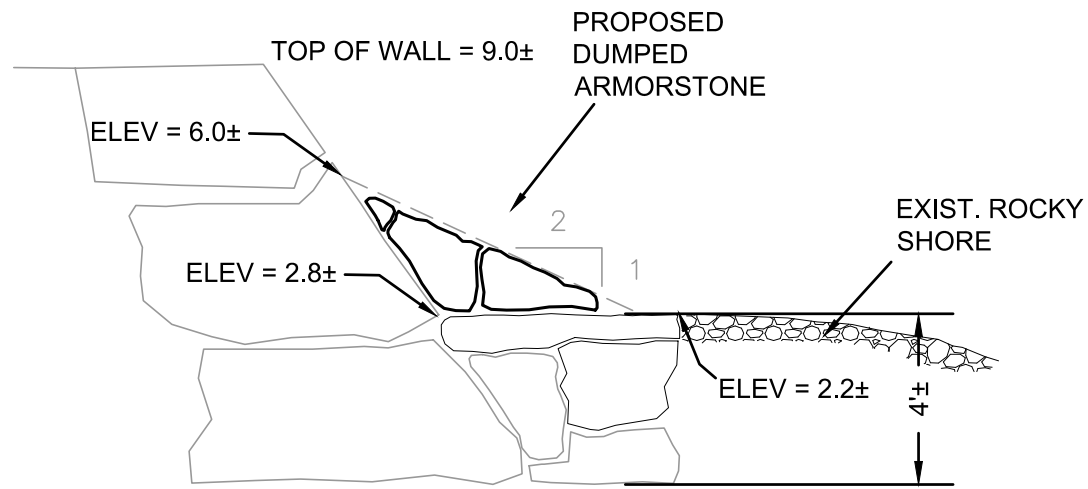 TOP OF WALL = 9.0±
PROPOSED
DUMPED
ARMORSTONE
ELEV = 6.0±
2
1
EXIST. ROCKY
SHORE
ELEV = 2.8±
ELEV = 2.2±
4'±